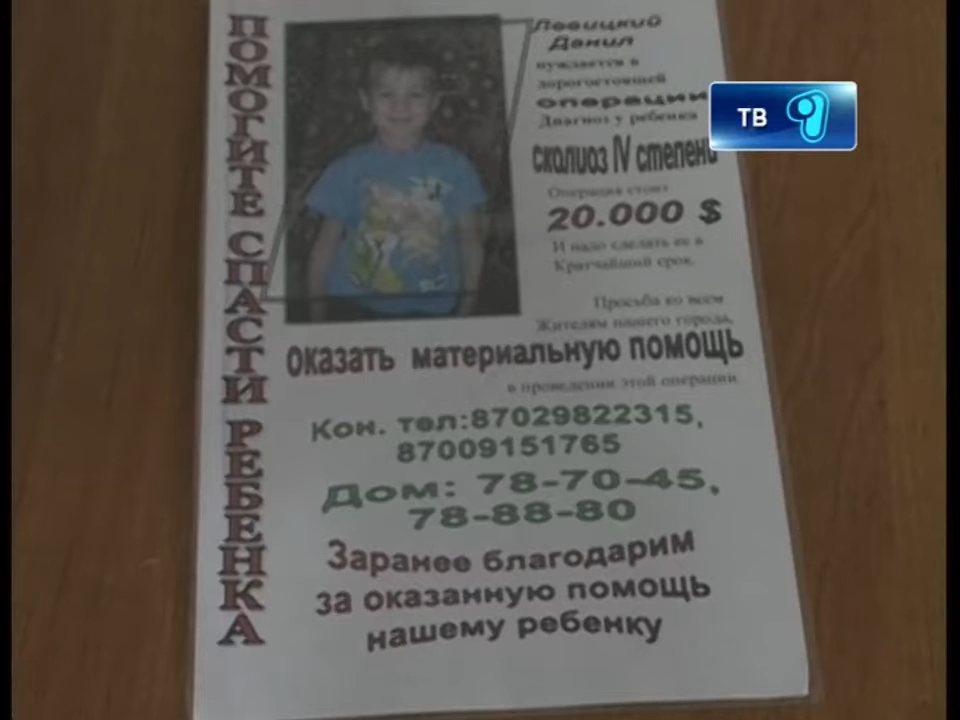 ПОМОГИТЕ СПАСТИ РЕБЕНКА
Левицкий
Данил
нуждается в
дорогостоящей
операции
Диагноз у ребенка
сколиоз IV степени
Операция стоит
20.000 $
И надо сделать ее в
Кратчайший срок.
Просьба ко всем
Жителям нашего города,
оказать материальную помощь
в проведении этой операции
Кон. тел:87029822315,
87009151765
Дом: 78-70-45,
78-88-80
Заранее благодарим
за оказанную помощь
нашему ребенку
ТВ 9